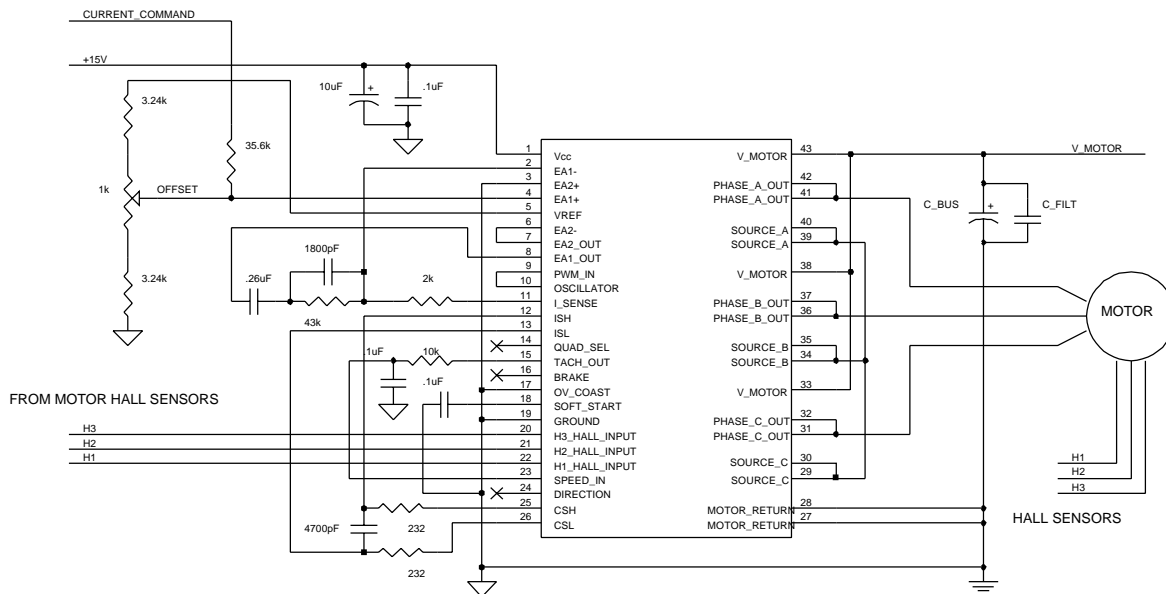 CURRENT_COMMAND
+15V
10uF
+
.1uF
3.24k
35.6k
1k
OFFSET
3.24k
1800pF
.26uF
2k
43k
.1uF
10k
.1uF
FROM MOTOR HALL SENSORS
H3
H2
H1
4700pF
232
232
1 Vcc
2 EA1-
3 EA2+
4 EA1+
5 VREF
6 EA2-
7 EA2_OUT
8 EA1_OUT
9 PWM_IN
10 OSCILLATOR
11 I_SENSE
12 ISH
13 ISL
14 QUAD_SEL
15 TACH_OUT
16 BRAKE
17 OV_COAST
18 SOFT_START
19 GROUND
20 H3_HALL_INPUT
21 H2_HALL_INPUT
22 H1_HALL_INPUT
23 SPEED_IN
24 DIRECTION
25 CSH
26 CSL
V_MOTOR 43
PHASE_A_OUT 42
PHASE_A_OUT 41
SOURCE_A 40
SOURCE_A 39
V_MOTOR 38
PHASE_B_OUT 37
PHASE_B_OUT 36
SOURCE_B 35
SOURCE_B 34
V_MOTOR 33
PHASE_C_OUT 32
PHASE_C_OUT 31
SOURCE_C 30
SOURCE_C 29
MOTOR_RETURN 28
MOTOR_RETURN 27
V_MOTOR
C_BUS
+
C_FILT
MOTOR
H1
H2
H3
HALL SENSORS